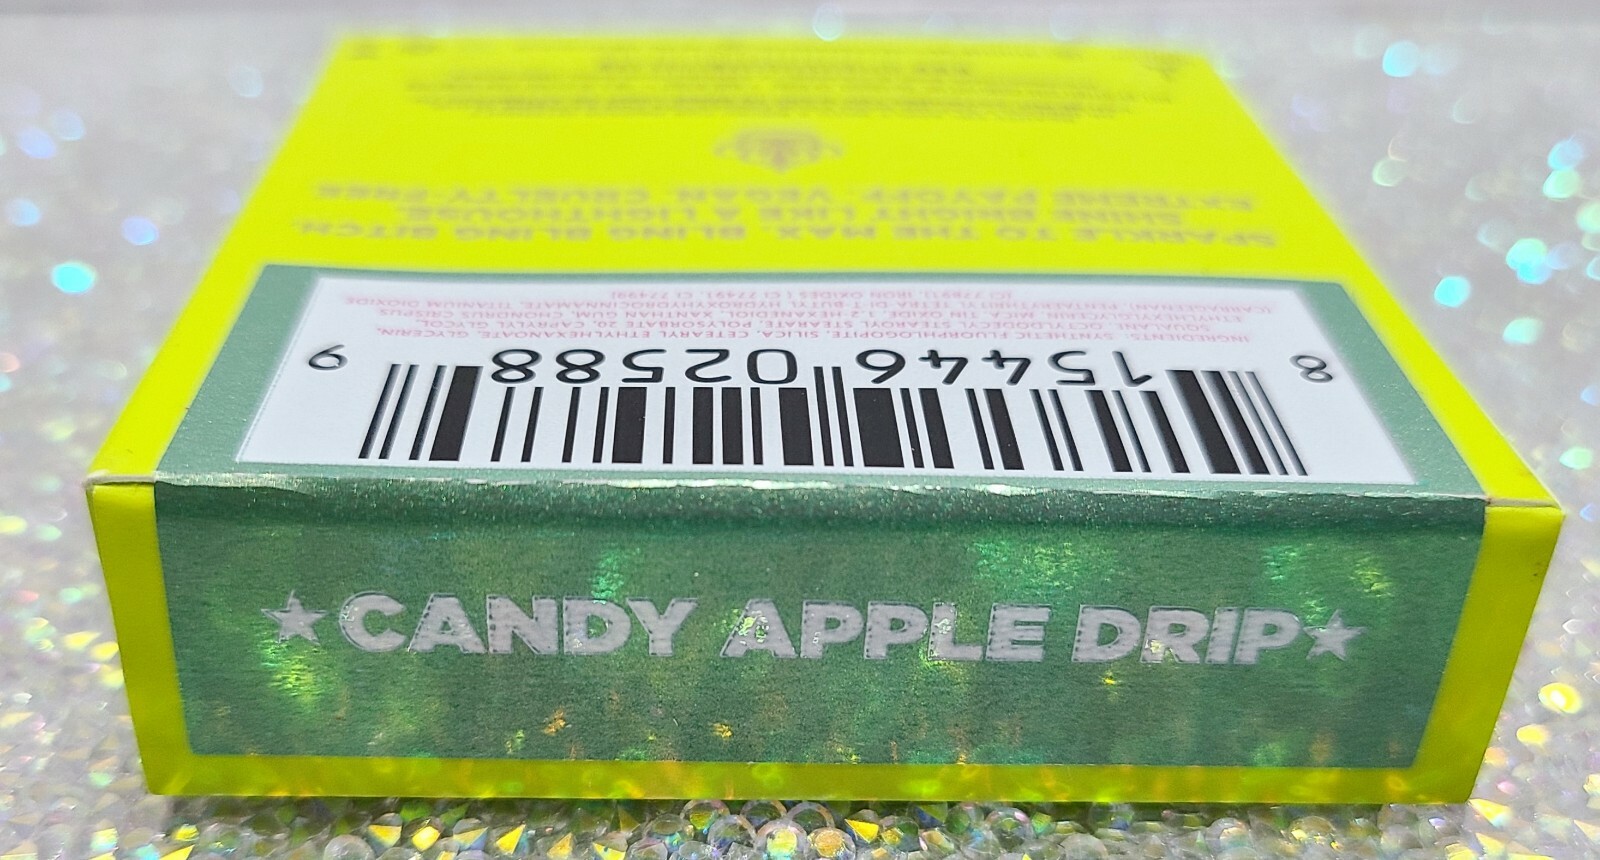 SPARKLE TO THE MAX. BLING BLING BITCH.
SHINE BRIGHT LIKE A LIGHTHOUSE.
EXTREME PAYOFF. VEGAN. CRUELTY-FREE
8 15446 02588 9
INGREDIENTS: SYNTHETIC FLUORPHLOGOPITE, SILICA, CETEARYL ETHYLHEXANOATE, GLYCERIN,
SQUALANE, OCTYLDODECYL STEAROYL STEARATE, POLYSORBATE 20, CAPRYLYL GLYCOL,
ETHYLHEXYLGLYCERIN, MICA, TIN OXIDE, 1,2-HEXANEDIOL, XANTHAN GUM, CHONDRUS CRISPUS
(CARRAGEENAN), PENTAERYTHRITYL TETRA-DI-T-BUTYL HYDROXYHYDROCINNAMATE, TITANIUM DIOXIDE
(CI 77891), IRON OXIDES (CI 77491, CI 77499)
★CANDY APPLE DRIP★